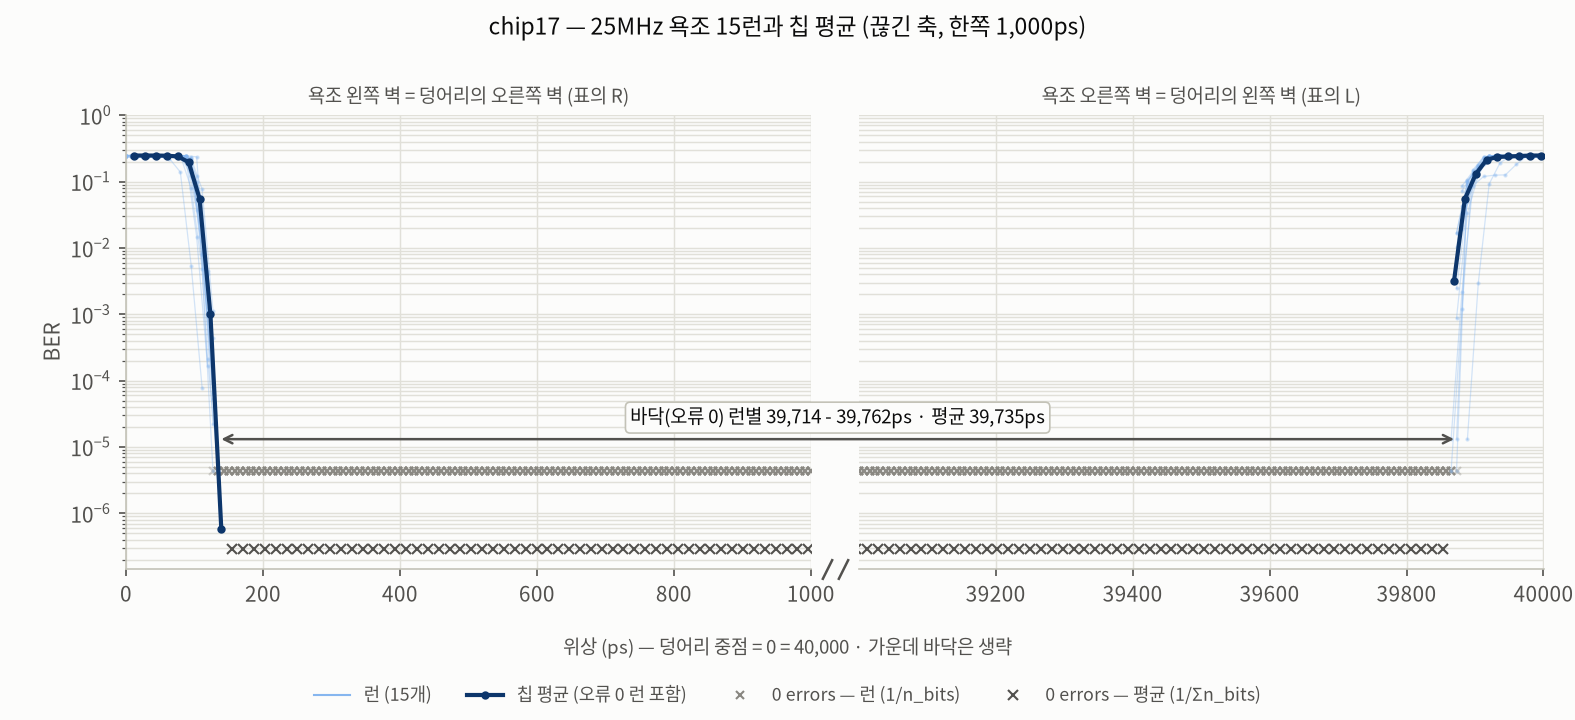 chip17 — 25MHz 욕조 15런과 칩 평균 (끊긴 축, 한쪽 1,000ps)
욕조 왼쪽 벽 = 덩어리의 오른쪽 벽 (표의 R)
욕조 오른쪽 벽 = 덩어리의 왼쪽 벽 (표의 L)
BER
10⁰
10⁻¹
10⁻²
10⁻³
10⁻⁴
10⁻⁵
10⁻⁶
바닥(오류 0) 런별 39,714 - 39,762ps · 평균 39,735ps
0 200 400 600 800 1000 39200 39400 39600 39800 40000
위상 (ps) — 덩어리 중점 = 0 = 40,000 · 가운데 바닥은 생략
런 (15개) 칩 평균 (오류 0 런 포함) 0 errors — 런 (1/n_bits) 0 errors — 평균 (1/Σn_bits)